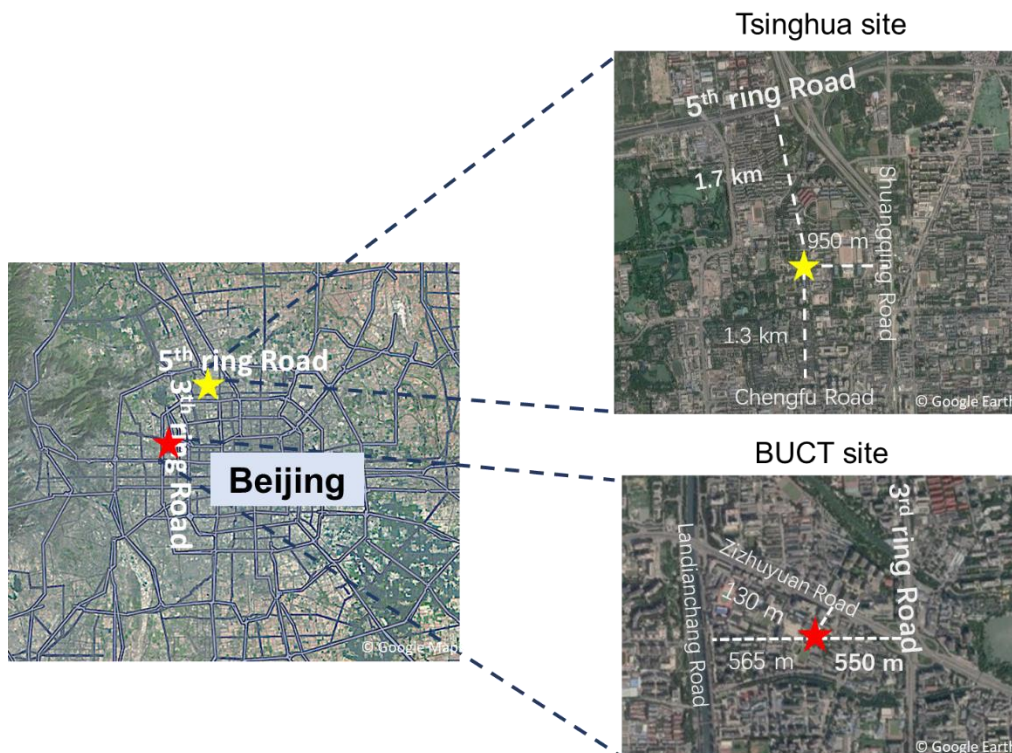 Tsinghua site
5th ring Road
1.7 km
Shuangqing Road
950 m
1.3 km
Chengfu Road
© Google Earth
5th ring Road
3th ring Road
Beijing
© Google Map
BUCT site
3rd ring Road
Landianchang Road
Zizhuyuan Road
130 m
565 m
550 m
© Google Earth